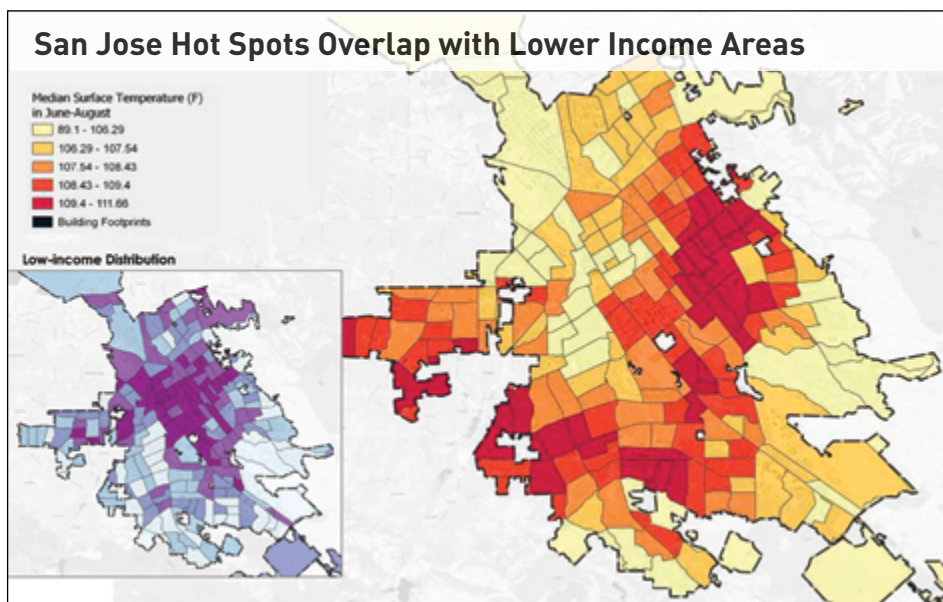 San Jose Hot Spots Overlap with Lower Income Areas
Median Surface Temperature (F)
in June-August
89.1 - 106.29
106.29 - 107.54
107.54 - 108.43
108.43 - 109.4
109.4 - 111.66
Building Footprints
Low-income Distribution